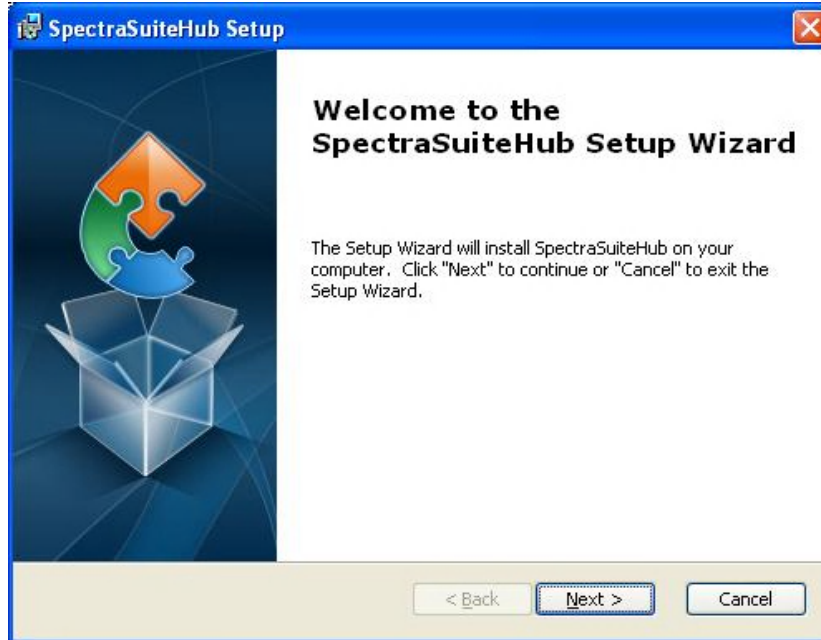 SpectraSuiteHub Setup
Welcome to the
SpectraSuiteHub Setup Wizard
The Setup Wizard will install SpectraSuiteHub on your
computer.  Click "Next" to continue or "Cancel" to exit the
Setup Wizard.
< Back Next > Cancel